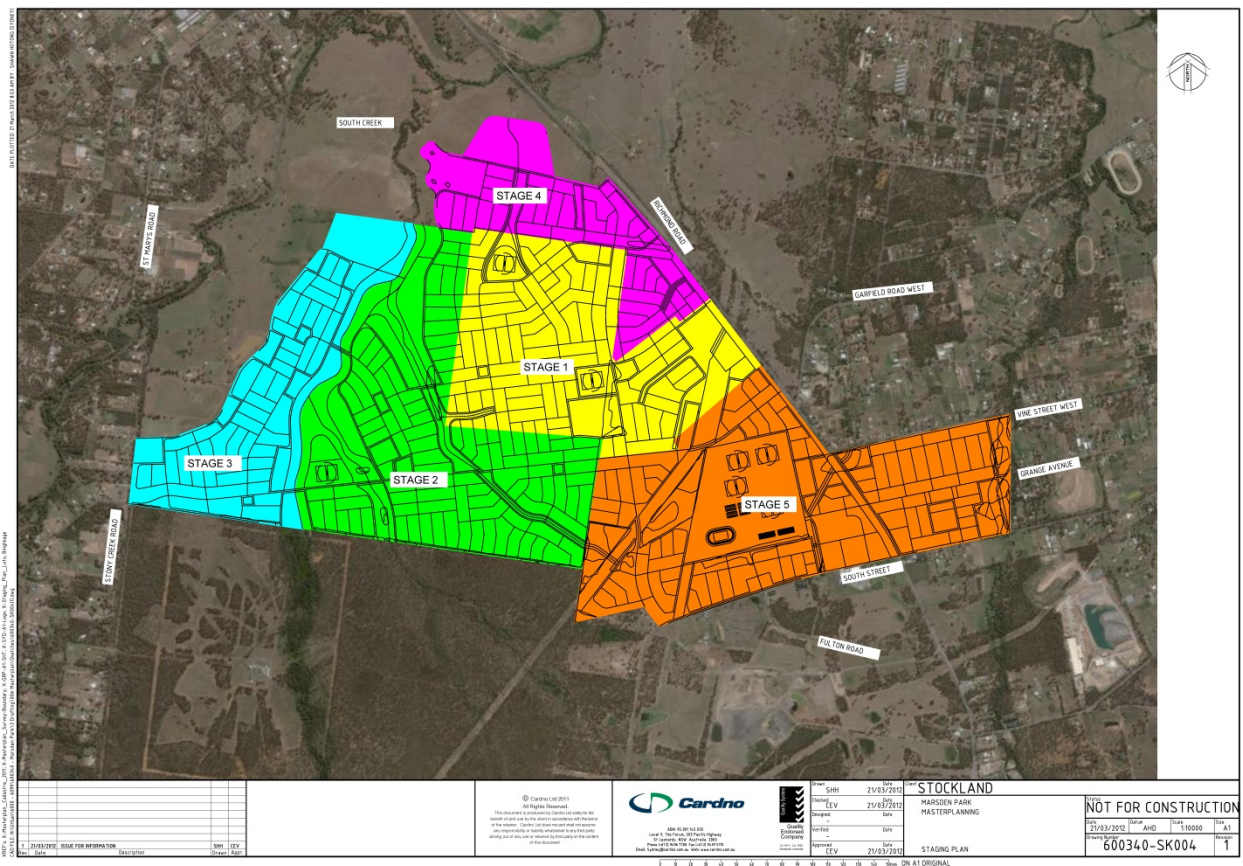 SOUTH CREEK
NORTH
ST MARYS ROAD
STAGE 4
RICHMOND ROAD
GARFIELD ROAD WEST
STAGE 1
VINE STREET WEST
GRANGE AVENUE
STAGE 3
STAGE 2
STAGE 5
STONY CREEK ROAD
SOUTH STREET
FULTON ROAD
1 21/03/2012 ISSUE FOR INFORMATION SHH CEV
Rev. Date Description Drawn Appr.
© Cardno Ltd 2011
All Rights Reserved.
Cardno
Quality
Endorsed
Company
Drawn Date
SHH 21/03/2012
Checked Date
CEV 21/03/2012
Designed Date
Verified Date
Approved Date
CEV 21/03/2012
Client STOCKLAND
MARSDEN PARK
MASTERPLANNING
STAGING PLAN
Status
NOT FOR CONSTRUCTION
Date Datum Scale Size
21/03/2012 AHD 1:10000 A1
Drawing Number Revision
600340-SK004 1
ON A1 ORIGINAL